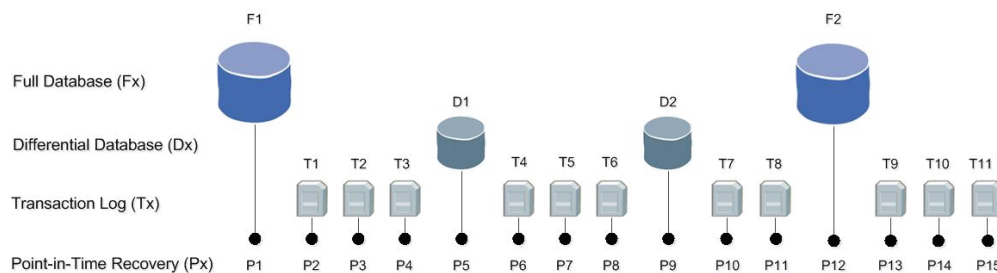 F1 F2
Full Database (Fx)
D1 D2
Differential Database (Dx)
T1 T2 T3 T4 T5 T6 T7 T8 T9 T10 T11
Transaction Log (Tx)
Point-in-Time Recovery (Px) P1 P2 P3 P4 P5 P6 P7 P8 P9 P10 P11 P12 P13 P14 P15